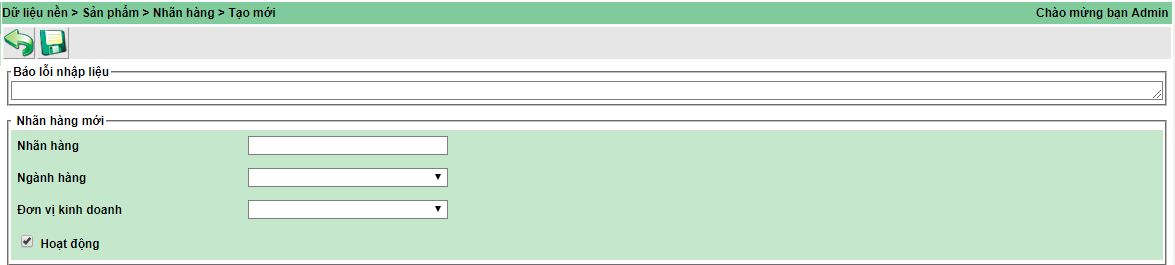 Dữ liệu nền > Sản phẩm > Nhãn hàng > Tạo mới Chào mừng bạn Admin
Báo lỗi nhập liệu
Nhãn hàng mới
Nhãn hàng
Ngành hàng
Đơn vị kinh doanh
Hoạt động